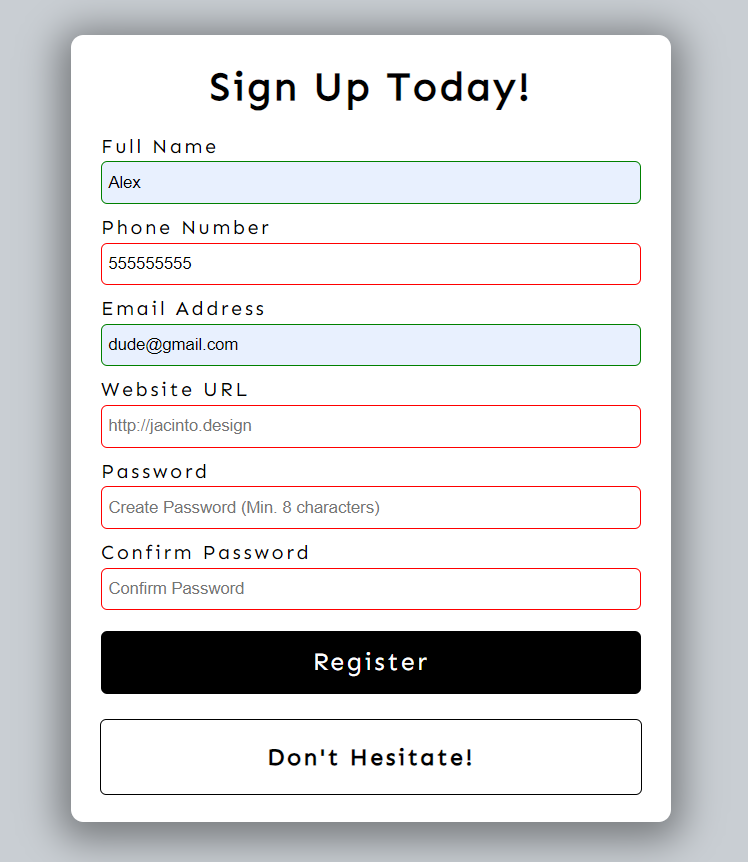 Sign Up Today!
Full Name
Alex
Phone Number
555555555
Email Address
dude@gmail.com
Website URL
http://jacinto.design
Password
Create Password (Min. 8 characters)
Confirm Password
Confirm Password
Register
Don't Hesitate!